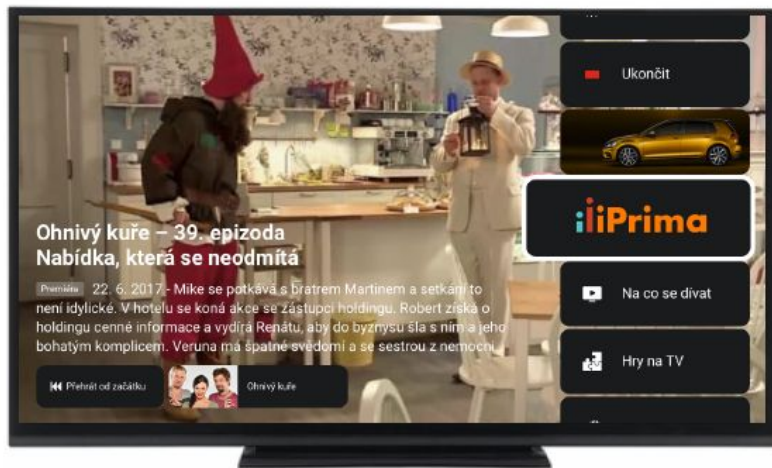 Ukončit
iPrima
Ohnivý kuře – 39. epizoda
Nabídka, která se neodmítá
Premiéra 22. 6. 2017 - Mike se potkává s bratrem Martinem a setkání to
není idylické. V hotelu se koná akce se zástupci holdingu. Robert získá o
holdingu cenné informace a vydírá Renátu, aby do byznysu šla s ním a jeho
bohatým komplicem. Veruna má špatné svědomí a se sestrou z nemocni
Na co se dívat
Hry na TV
Přehrát od začátku
Ohnivý kuře